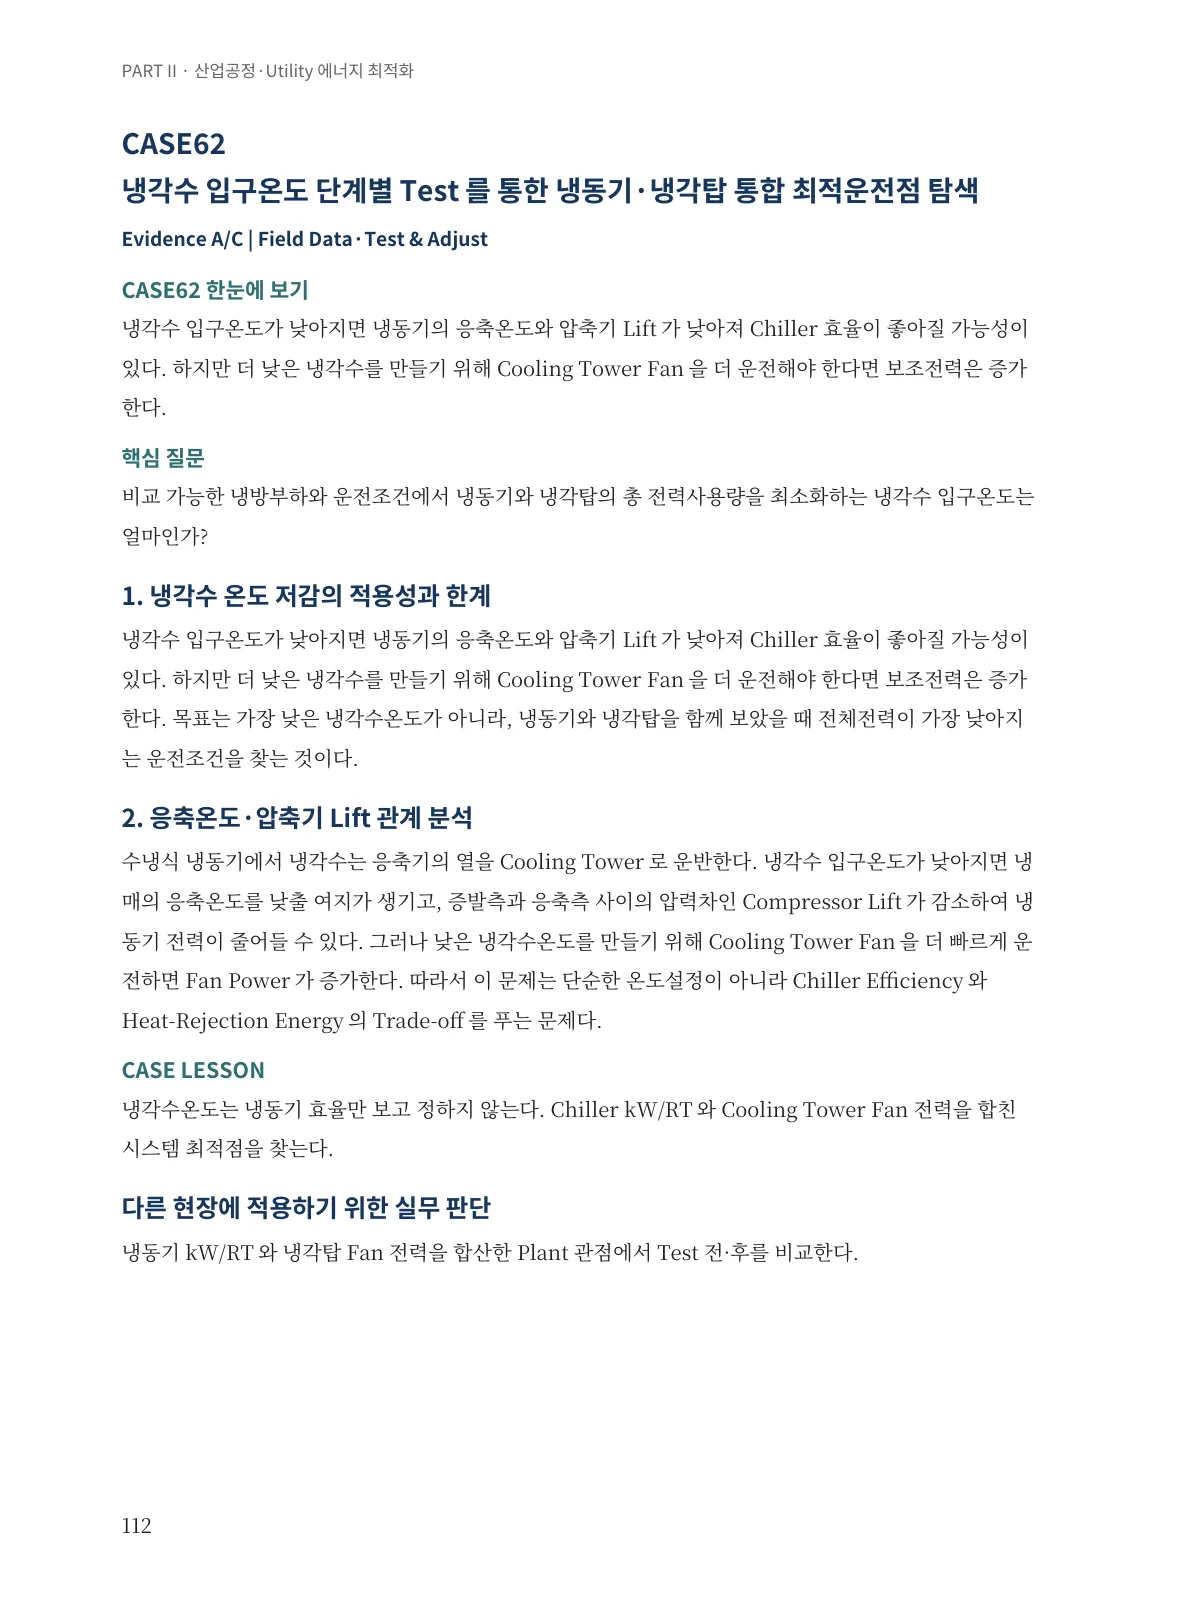 PART II · 산업공정·Utility 에너지 최적화
CASE62
냉각수 입구온도 단계별 Test 를 통한 냉동기·냉각탑 통합 최적운전점 탐색
Evidence A/C | Field Data·Test & Adjust
CASE62 한눈에 보기
냉각수 입구온도가 낮아지면 냉동기의 응축온도와 압축기 Lift 가 낮아져 Chiller 효율이 좋아질 가능성이
있다. 하지만 더 낮은 냉각수를 만들기 위해 Cooling Tower Fan 을 더 운전해야 한다면 보조전력은 증가
한다.
핵심 질문
비교 가능한 냉방부하와 운전조건에서 냉동기와 냉각탑의 총 전력사용량을 최소화하는 냉각수 입구온도는
얼마인가?
1. 냉각수 온도 저감의 적용성과 한계
냉각수 입구온도가 낮아지면 냉동기의 응축온도와 압축기 Lift 가 낮아져 Chiller 효율이 좋아질 가능성이
있다. 하지만 더 낮은 냉각수를 만들기 위해 Cooling Tower Fan 을 더 운전해야 한다면 보조전력은 증가
한다. 목표는 가장 낮은 냉각수온도가 아니라, 냉동기와 냉각탑을 함께 보았을 때 전체전력이 가장 낮아지
는 운전조건을 찾는 것이다.
2. 응축온도·압축기 Lift 관계 분석
수냉식 냉동기에서 냉각수는 응축기의 열을 Cooling Tower 로 운반한다. 냉각수 입구온도가 낮아지면 냉
매의 응축온도를 낮출 여지가 생기고, 증발측과 응축측 사이의 압력차인 Compressor Lift 가 감소하여 냉
동기 전력이 줄어들 수 있다. 그러나 낮은 냉각수온도를 만들기 위해 Cooling Tower Fan 을 더 빠르게 운
전하면 Fan Power 가 증가한다. 따라서 이 문제는 단순한 온도설정이 아니라 Chiller Efficiency 와
Heat-Rejection Energy 의 Trade-off 를 푸는 문제다.
CASE LESSON
냉각수온도는 냉동기 효율만 보고 정하지 않는다. Chiller kW/RT 와 Cooling Tower Fan 전력을 합친
시스템 최적점을 찾는다.
다른 현장에 적용하기 위한 실무 판단
냉동기 kW/RT 와 냉각탑 Fan 전력을 합산한 Plant 관점에서 Test 전·후를 비교한다.
112